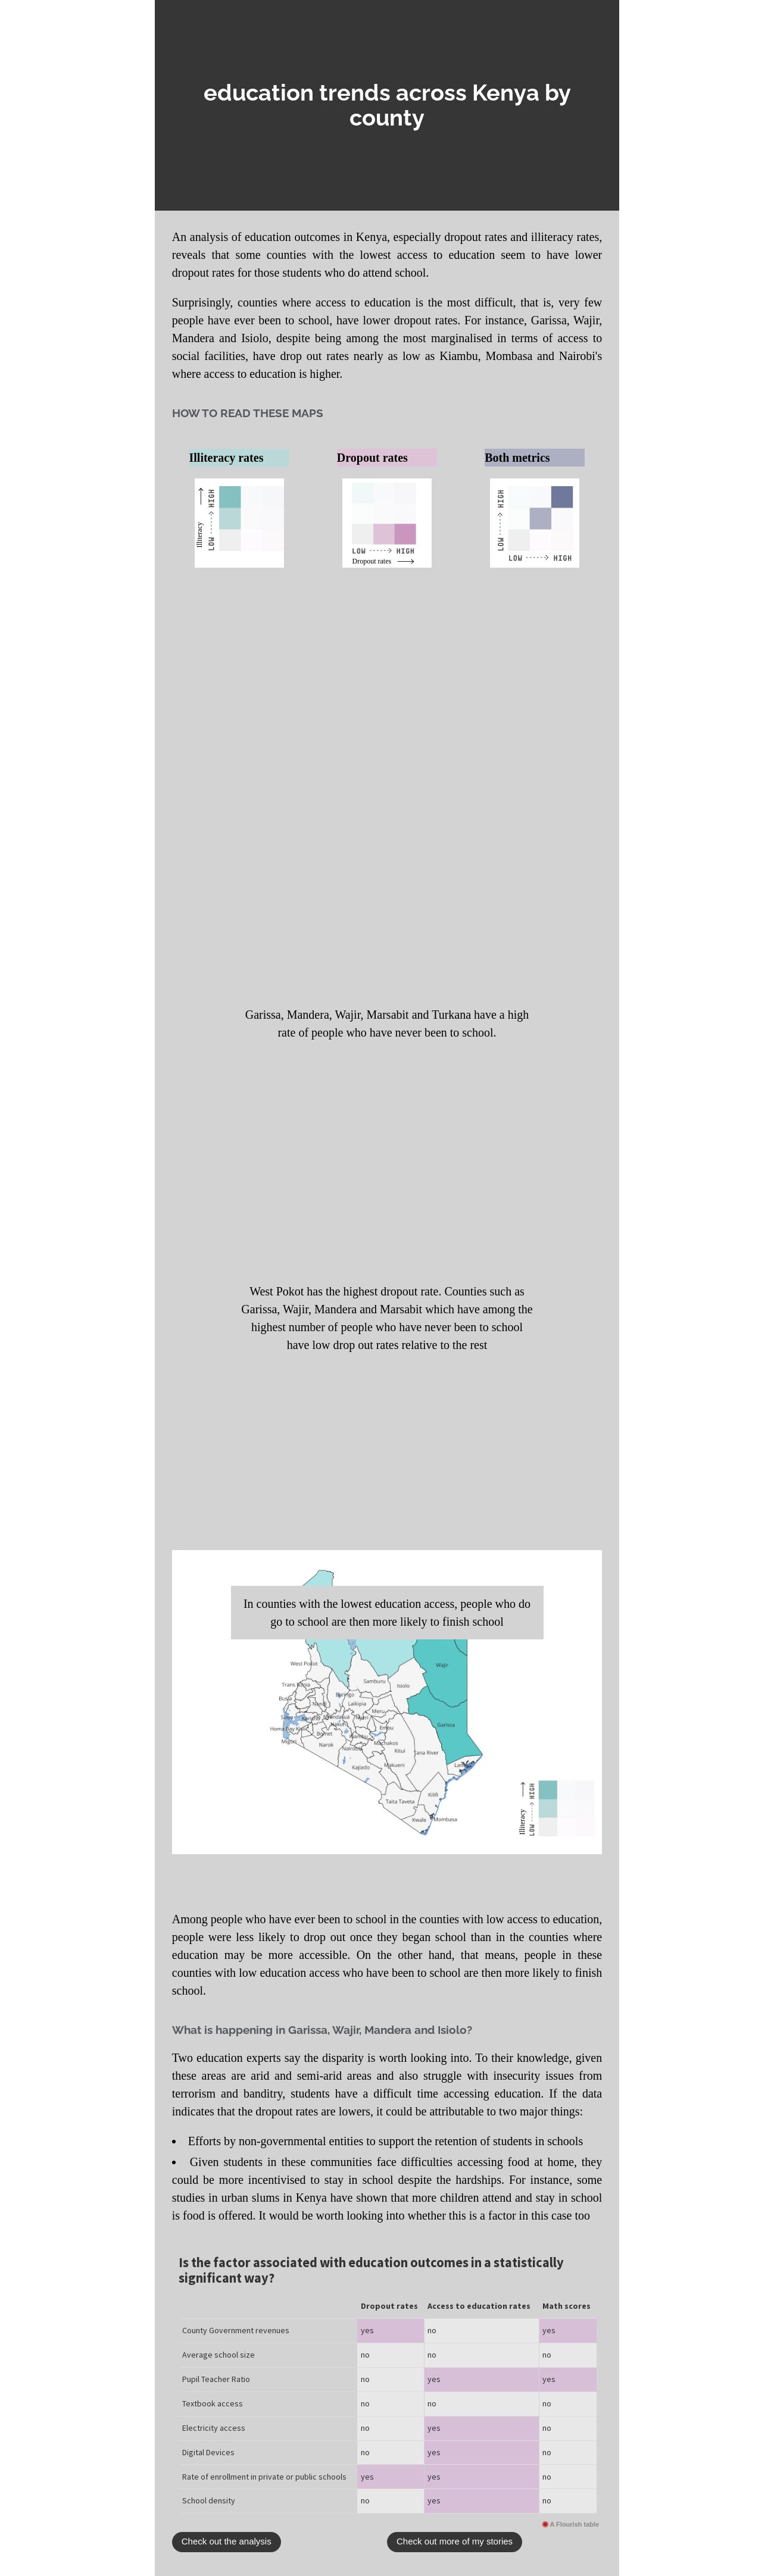 education trends across Kenya by
county
An analysis of education outcomes in Kenya, especially dropout rates and illiteracy rates,
reveals that some counties with the lowest access to education seem to have lower
dropout rates for those students who do attend school.
Surprisingly, counties where access to education is the most difficult, that is, very few
people have ever been to school, have lower dropout rates. For instance, Garissa, Wajir,
Mandera and Isiolo, despite being among the most marginalised in terms of access to
social facilities, have drop out rates nearly as low as Kiambu, Mombasa and Nairobi's
where access to education is higher.
HOW TO READ THESE MAPS
Illiteracy rates
Dropout rates
Both metrics
Illiteracy
LOW HIGH
LOW HIGH
Dropout rates
LOW HIGH
LOW HIGH
Garissa, Mandera, Wajir, Marsabit and Turkana have a high
rate of people who have never been to school.
West Pokot has the highest dropout rate. Counties such as
Garissa, Wajir, Mandera and Marsabit which have among the
highest number of people who have never been to school
have low drop out rates relative to the rest
In counties with the lowest education access, people who do
go to school are then more likely to finish school
West Pokot
Wajir
Samburu
Isiolo
Trans Nzoia
Baringo
Busia
Laikipia
Nandi
Meru
Garissa
Embu
Homa Bay
Bomet
Migori
Narok
Machakos
Kitui
Tana River
Makueni
Kajiado
Lamu
Taita Taveta
Kilifi
Kwale
Mombasa
Illiteracy
LOW HIGH
Among people who have ever been to school in the counties with low access to education,
people were less likely to drop out once they began school than in the counties where
education may be more accessible. On the other hand, that means, people in these
counties with low education access who have been to school are then more likely to finish
school.
What is happening in Garissa, Wajir, Mandera and Isiolo?
Two education experts say the disparity is worth looking into. To their knowledge, given
these areas are arid and semi-arid areas and also struggle with insecurity issues from
terrorism and banditry, students have a difficult time accessing education. If the data
indicates that the dropout rates are lowers, it could be attributable to two major things:
• Efforts by non-governmental entities to support the retention of students in schools
• Given students in these communities face difficulties accessing food at home, they
could be more incentivised to stay in school despite the hardships. For instance, some
studies in urban slums in Kenya have shown that more children attend and stay in school
is food is offered. It would be worth looking into whether this is a factor in this case too
Is the factor associated with education outcomes in a statistically
significant way?
Dropout rates Access to education rates Math scores
County Government revenues yes no yes
Average school size no no no
Pupil Teacher Ratio no yes yes
Textbook access no no no
Electricity access no yes no
Digital Devices no yes no
Rate of enrollment in private or public schools yes yes no
School density no yes no
A Flourish table
Check out the analysis
Check out more of my stories